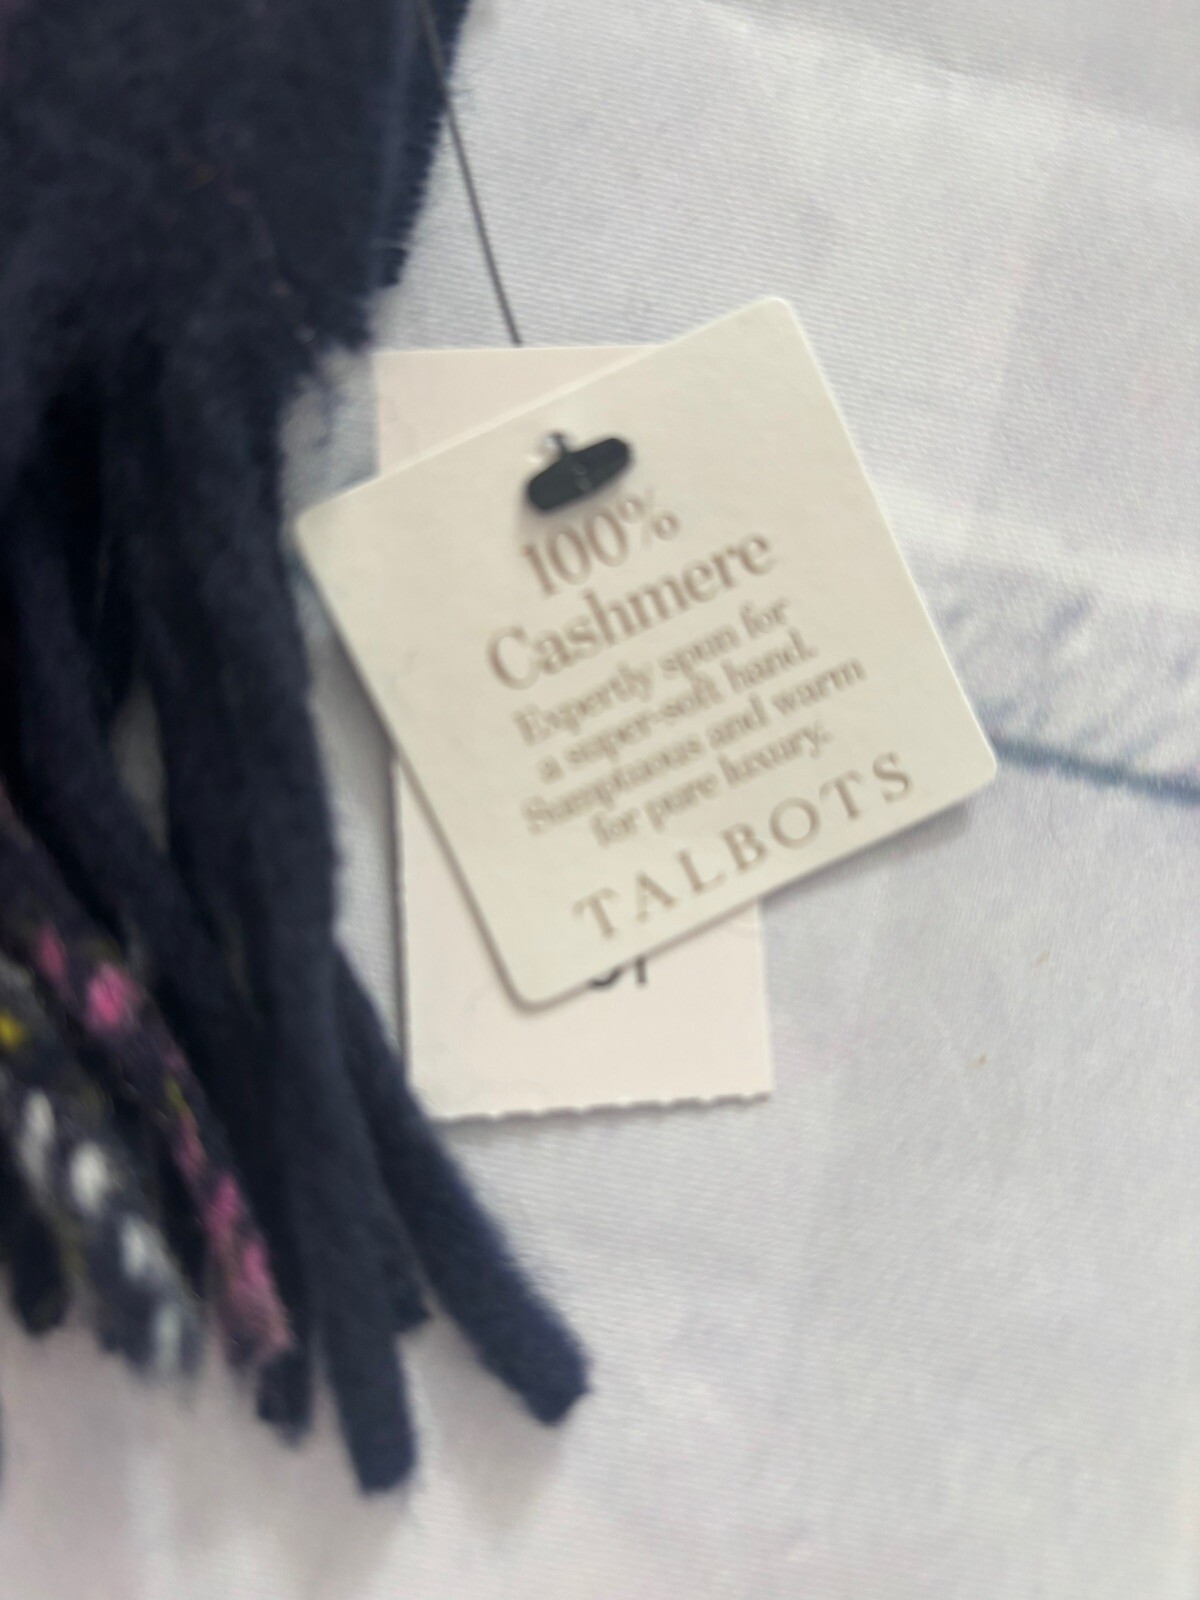 100%
Cashmere
Expertly spun for
a super-soft hand.
Sumptuous and warm
for pure luxury.
TALBOTS